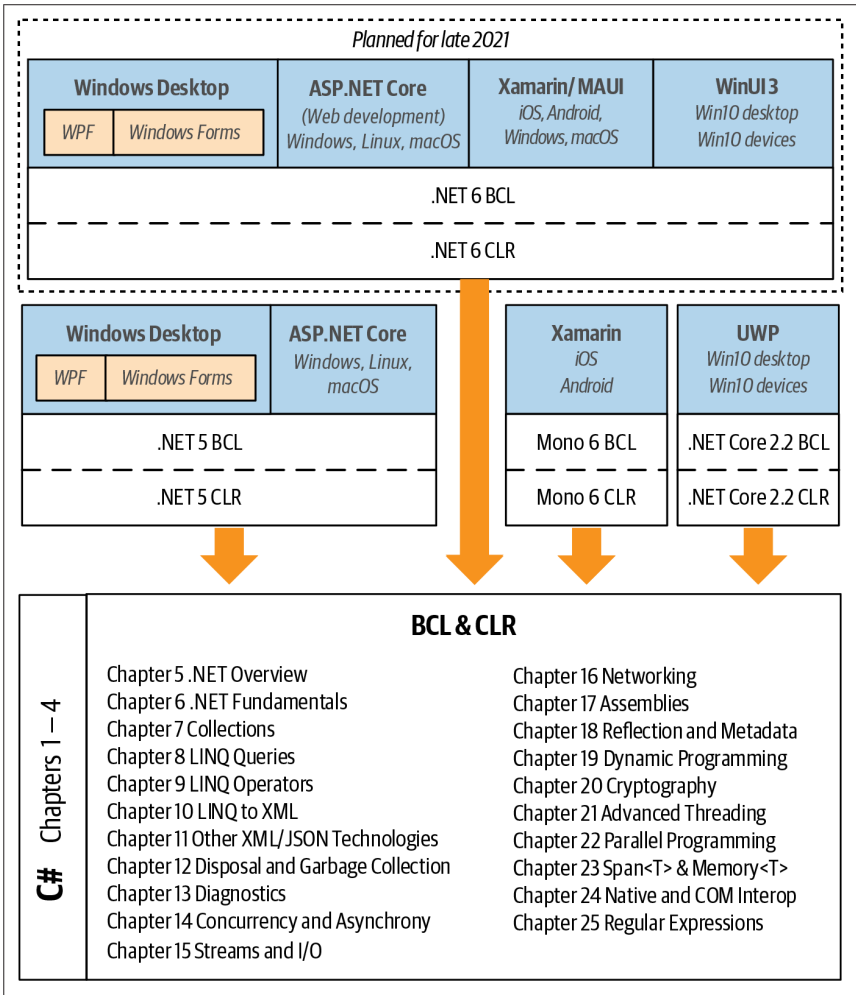 Planned for late 2021
Windows Desktop
WPF
Windows Forms
ASP.NET Core
(Web development)
Windows, Linux, macOS
Xamarin/ MAUI
iOS, Android,
Windows, macOS
WinUI 3
Win10 desktop
Win10 devices
.NET 6 BCL
.NET 6 CLR
Windows Desktop
WPF
Windows Forms
ASP.NET Core
Windows, Linux,
macOS
.NET 5 BCL
.NET 5 CLR
Xamarin
iOS
Android
Mono 6 BCL
Mono 6 CLR
UWP
Win10 desktop
Win10 devices
.NET Core 2.2 BCL
.NET Core 2.2 CLR
C# Chapters 1 – 4
BCL & CLR
Chapter 5 .NET Overview
Chapter 6 .NET Fundamentals
Chapter 7 Collections
Chapter 8 LINQ Queries
Chapter 9 LINQ Operators
Chapter 10 LINQ to XML
Chapter 11 Other XML/JSON Technologies
Chapter 12 Disposal and Garbage Collection
Chapter 13 Diagnostics
Chapter 14 Concurrency and Asynchrony
Chapter 15 Streams and I/O
Chapter 16 Networking
Chapter 17 Assemblies
Chapter 18 Reflection and Metadata
Chapter 19 Dynamic Programming
Chapter 20 Cryptography
Chapter 21 Advanced Threading
Chapter 22 Parallel Programming
Chapter 23 Span<T> & Memory<T>
Chapter 24 Native and COM Interop
Chapter 25 Regular Expressions